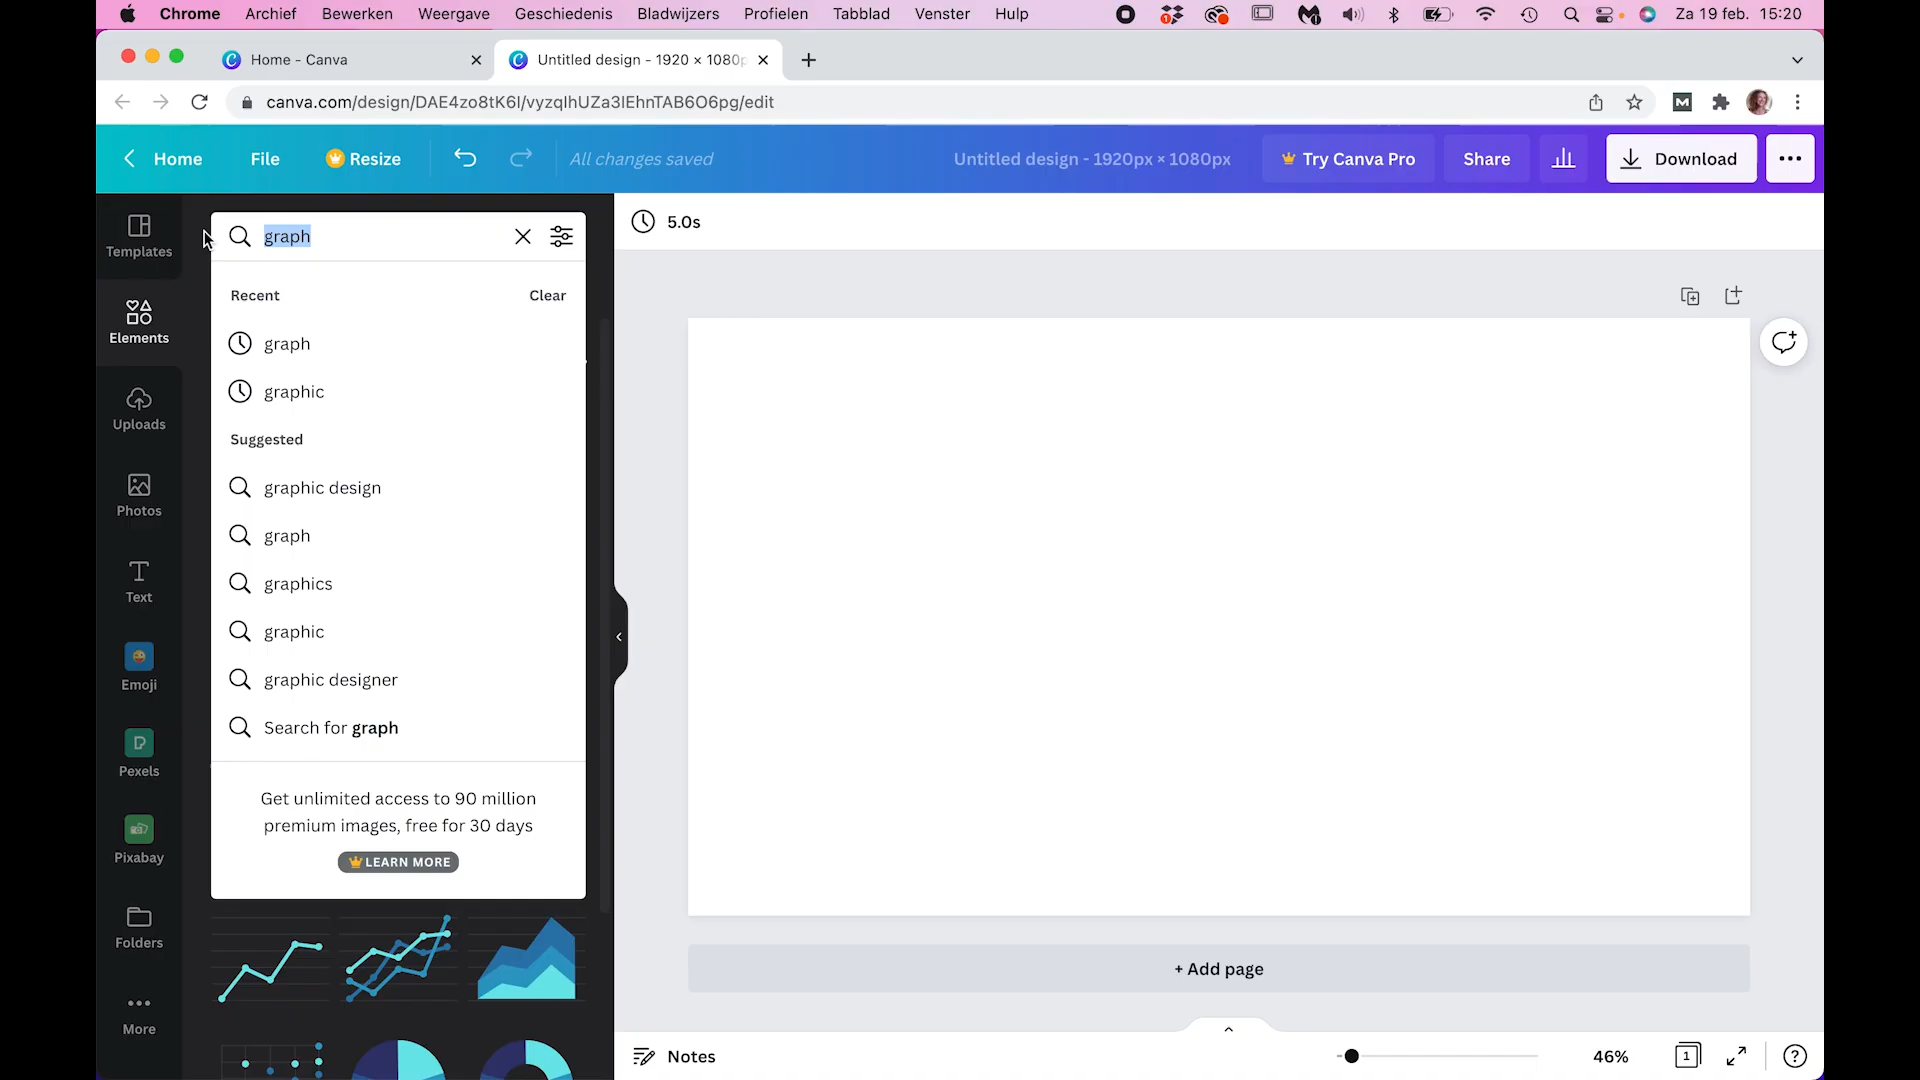 Chrome Archief Bewerken Weergave Geschiedenis Bladwijzers Profielen Tabblad Venster Hulp Za 19 feb. 15:20
Home - Canva
Untitled design - 1920 × 1080p
canva.com/design/DAE4zo8tK6I/vyzqlhUZa3IEhnTAB6O6pg/edit
Home File Resize All changes saved Untitled design - 1920px × 1080px Try Canva Pro Share Download
Templates
Elements
Uploads
Photos
Text
Emoji
Pexels
Pixabay
Folders
More
graph
Recent Clear
graph
graphic
Suggested
graphic design
graph
graphics
graphic
graphic designer
Search for graph
Get unlimited access to 90 million
premium images, free for 30 days
LEARN MORE
5.0s
+ Add page
Notes 46% 1